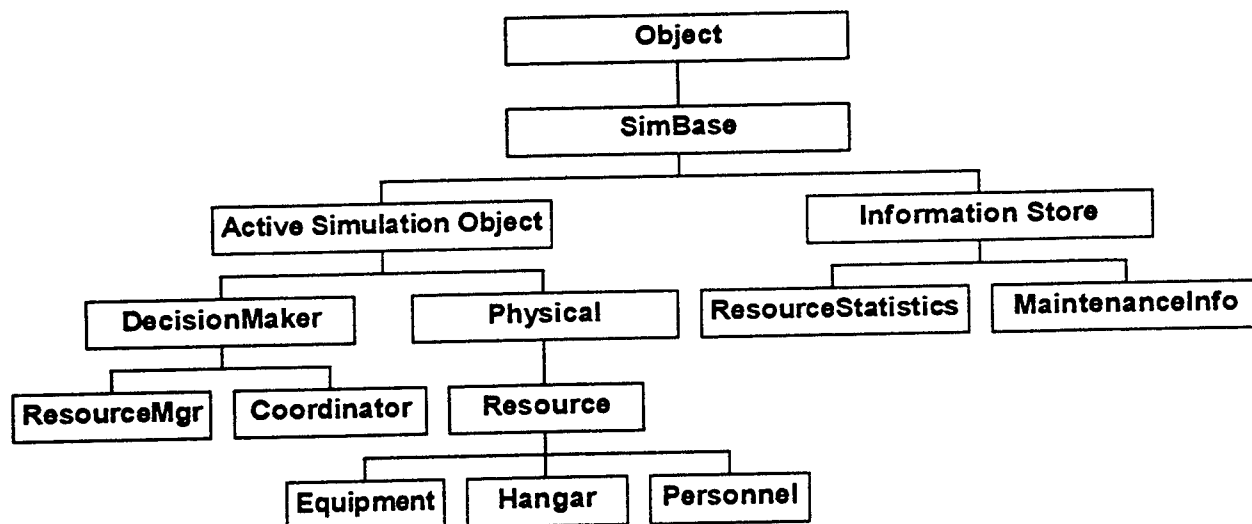 Object
SimBase
Active Simulation Object
Information Store
DecisionMaker
Physical
ResourceStatistics
MaintenanceInfo
ResourceMgr
Coordinator
Resource
Equipment
Hangar
Personnel